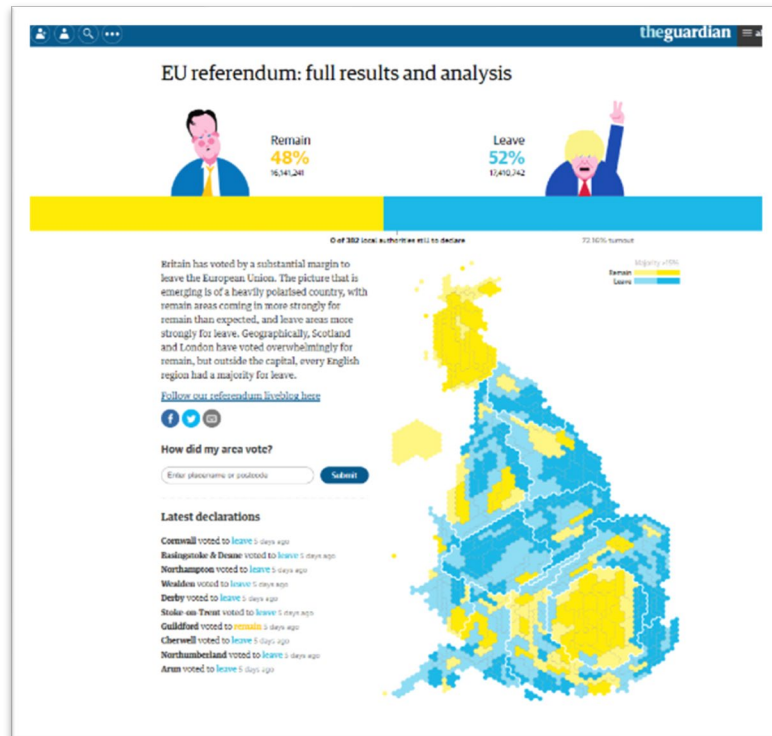 theguardian
EU referendum: full results and analysis
Remain
48%
16,141,241
Leave
52%
17,410,742
0 of 382 local authorities still to declare
72.16% turnout
Britain has voted by a substantial margin to
leave the European Union. The picture that is
emerging is of a heavily polarised country, with
remain areas coming in more strongly for
remain than expected, and leave areas more
strongly for leave. Geographically, Scotland
and London have voted overwhelmingly for
remain, but outside the capital, every English
region had a majority for leave.
Follow our referendum liveblog here
Majority >15%
Remain
Leave
How did my area vote?
Enter placename or postcode
Submit
Latest declarations
Cornwall voted to leave 5 days ago
Basingstoke & Deane voted to leave 5 days ago
Northampton voted to leave 5 days ago
Wealden voted to leave 5 days ago
Derby voted to leave 5 days ago
Stoke-on-Trent voted to leave 5 days ago
Guildford voted to remain 5 days ago
Cherwell voted to leave 5 days ago
Northumberland voted to leave 5 days ago
Arun voted to leave 5 days ago